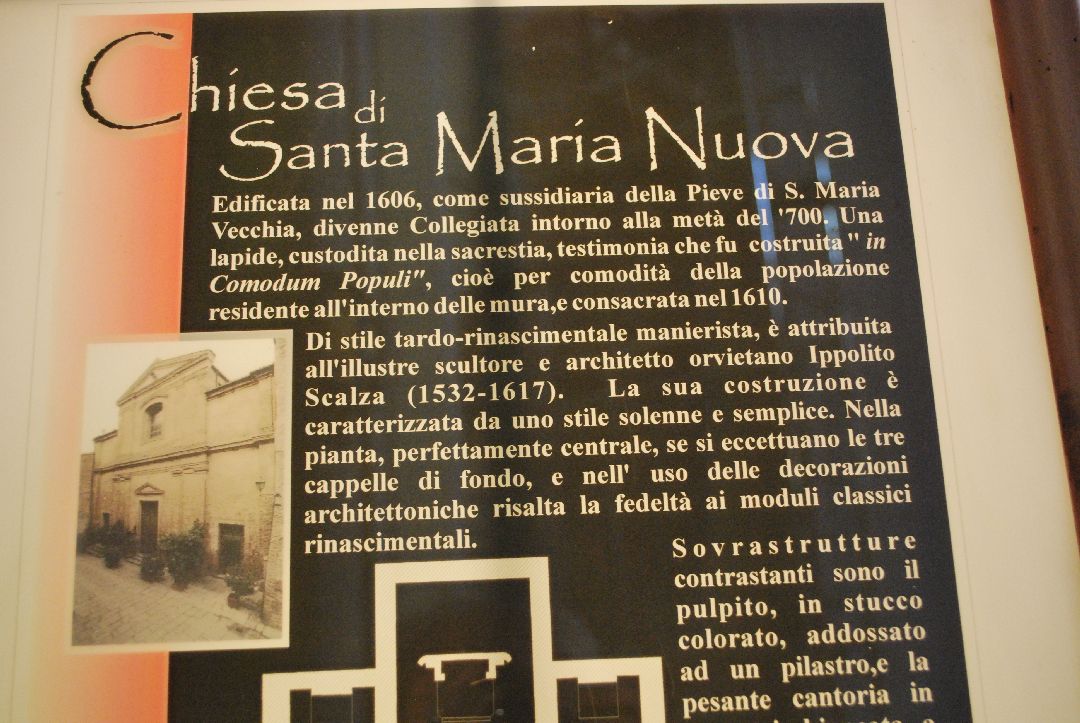 Chiesa di
Santa Maria Nuova
Edificata nel 1606, come sussidiaria della Pieve di S. Maria
Vecchia, divenne Collegiata intorno alla metà del '700. Una
lapide, custodita nella sacrestia, testimonia che fu costruita " in
Comodum Populi", cioè per comodità della popolazione
residente all'interno delle mura,e consacrata nel 1610.
Di stile tardo-rinascimentale manierista, è attribuita
all'illustre scultore e architetto orvietano Ippolito
Scalza (1532-1617). La sua costruzione è
caratterizzata da uno stile solenne e semplice. Nella
pianta, perfettamente centrale, se si eccettuano le tre
cappelle di fondo, e nell' uso delle decorazioni
architettoniche risalta la fedeltà ai moduli classici
rinascimentali.
Sovrastrutture
contrastanti sono il
pulpito, in stucco
colorato, addossato
ad un pilastro,e la
pesante cantoria in